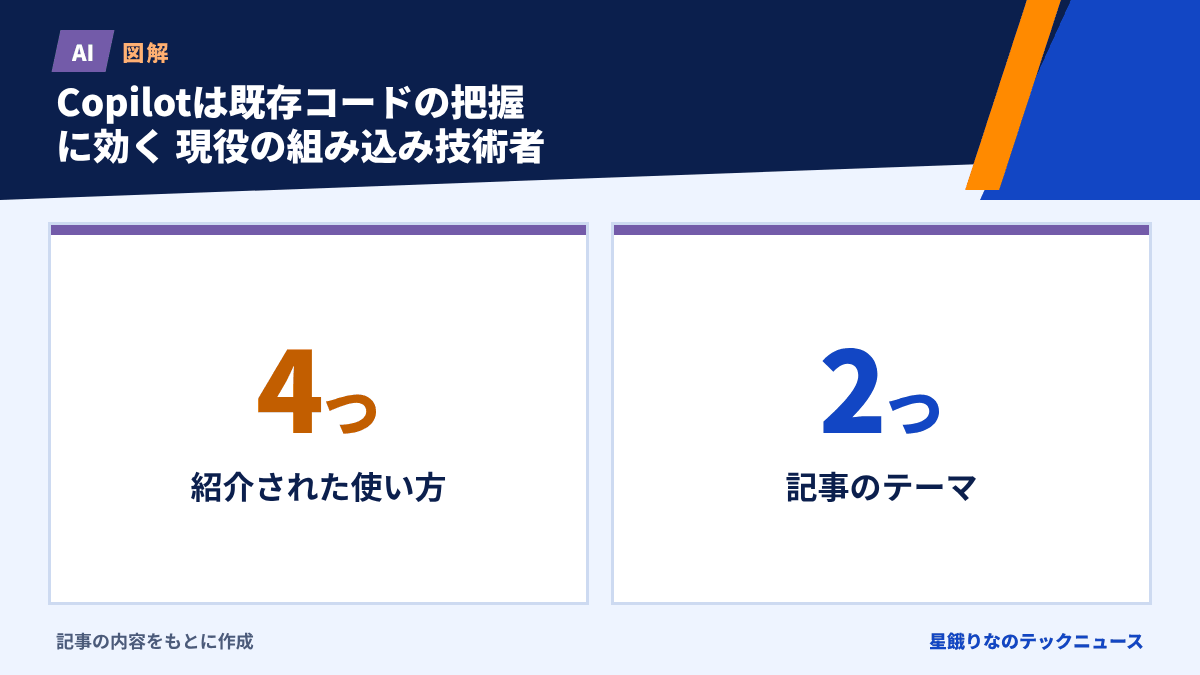 AI 図解
Copilotは既存コードの把握
に効く 現役の組み込み技術者
4つ
紹介された使い方
2つ
記事のテーマ
記事の内容をもとに作成
星餓りなのテックニュース